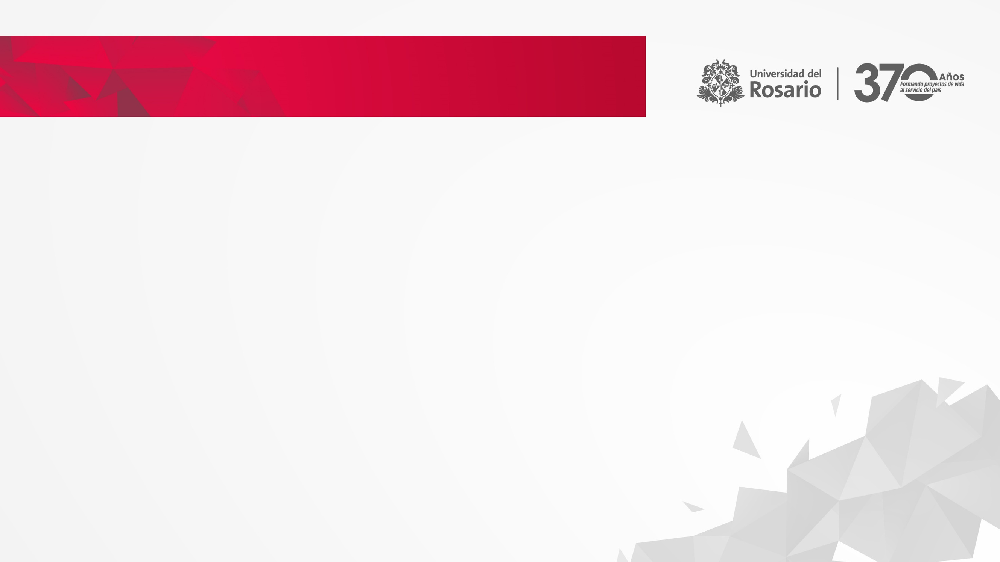 Universidad del
Rosario
370 Años
Formando proyectos de vida
al servicio del país